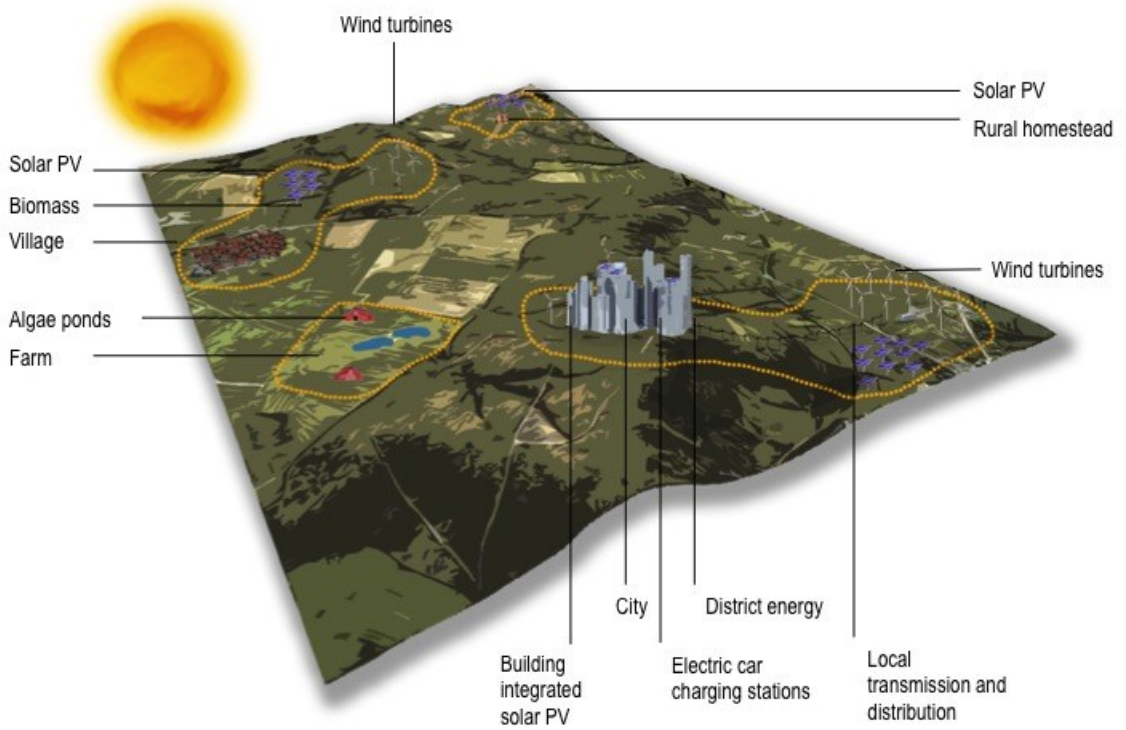 Wind turbines
Solar PV
Rural homestead
Solar PV
Biomass
Village
Wind turbines
Algae ponds
Farm
City
District energy
Building
integrated
solar PV
Electric car
charging stations
Local
transmission and
distribution